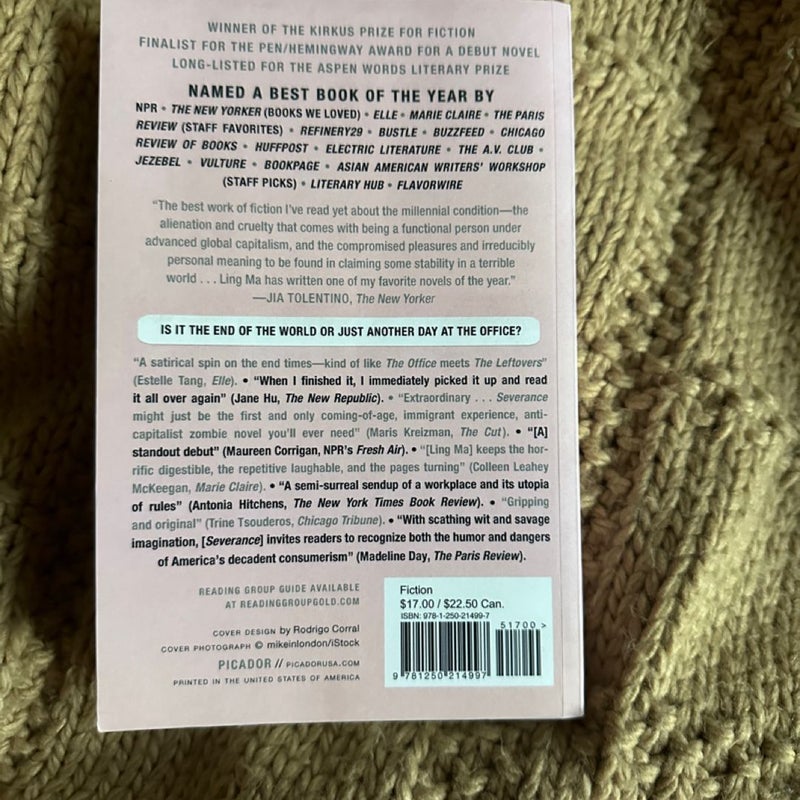 WINNER OF THE KIRKUS PRIZE FOR FICTION
FINALIST FOR THE PEN/HEMINGWAY AWARD FOR A DEBUT NOVEL
LONG-LISTED FOR THE ASPEN WORDS LITERARY PRIZE
NAMED A BEST BOOK OF THE YEAR BY
NPR • THE NEW YORKER (BOOKS WE LOVED) • ELLE • MARIE CLAIRE • THE PARIS
REVIEW (STAFF FAVORITES) • REFINERY29 • BUSTLE • BUZZFEED • CHICAGO
REVIEW OF BOOKS • HUFFPOST • ELECTRIC LITERATURE • THE A.V. CLUB •
JEZEBEL • VULTURE • BOOKPAGE • ASIAN AMERICAN WRITERS' WORKSHOP
(STAFF PICKS) • LITERARY HUB • FLAVORWIRE
"The best work of fiction I've read yet about the millennial condition—the
alienation and cruelty that comes with being a functional person under
advanced global capitalism, and the compromised pleasures and irreducibly
personal meaning to be found in claiming some stability in a terrible
world . . . Ling Ma has written one of my favorite novels of the year."
—JIA TOLENTINO, The New Yorker
IS IT THE END OF THE WORLD OR JUST ANOTHER DAY AT THE OFFICE?
"A satirical spin on the end times—kind of like The Office meets The Leftovers"
(Estelle Tang, Elle). • "When I finished it, I immediately picked it up and read
it all over again" (Jane Hu, The New Republic). • "Extraordinary . . . Severance
might just be the first and only coming-of-age, immigrant experience, anti-
capitalist zombie novel you'll ever need" (Maris Kreizman, The Cut). • "[A]
standout debut" (Maureen Corrigan, NPR's Fresh Air). • "[Ling Ma] keeps the hor-
rific digestible, the repetitive laughable, and the pages turning" (Colleen Leahey
McKeegan, Marie Claire). • "A semi-surreal sendup of a workplace and its utopia
of rules" (Antonia Hitchens, The New York Times Book Review). • "Gripping
and original" (Trine Tsouderos, Chicago Tribune). • "With scathing wit and savage
imagination, [Severance] invites readers to recognize both the humor and dangers
of America's decadent consumerism" (Madeline Day, The Paris Review).
READING GROUP GUIDE AVAILABLE
AT READINGGROUPGOLD.COM
COVER DESIGN by Rodrigo Corral
COVER PHOTOGRAPH © mikeinlondon/iStock
PICADOR // PICADORUSA.COM
PRINTED IN THE UNITED STATES OF AMERICA
Fiction
$17.00 / $22.50 Can.
ISBN: 978-1-250-21499-7
51700 >
9 781250 214997